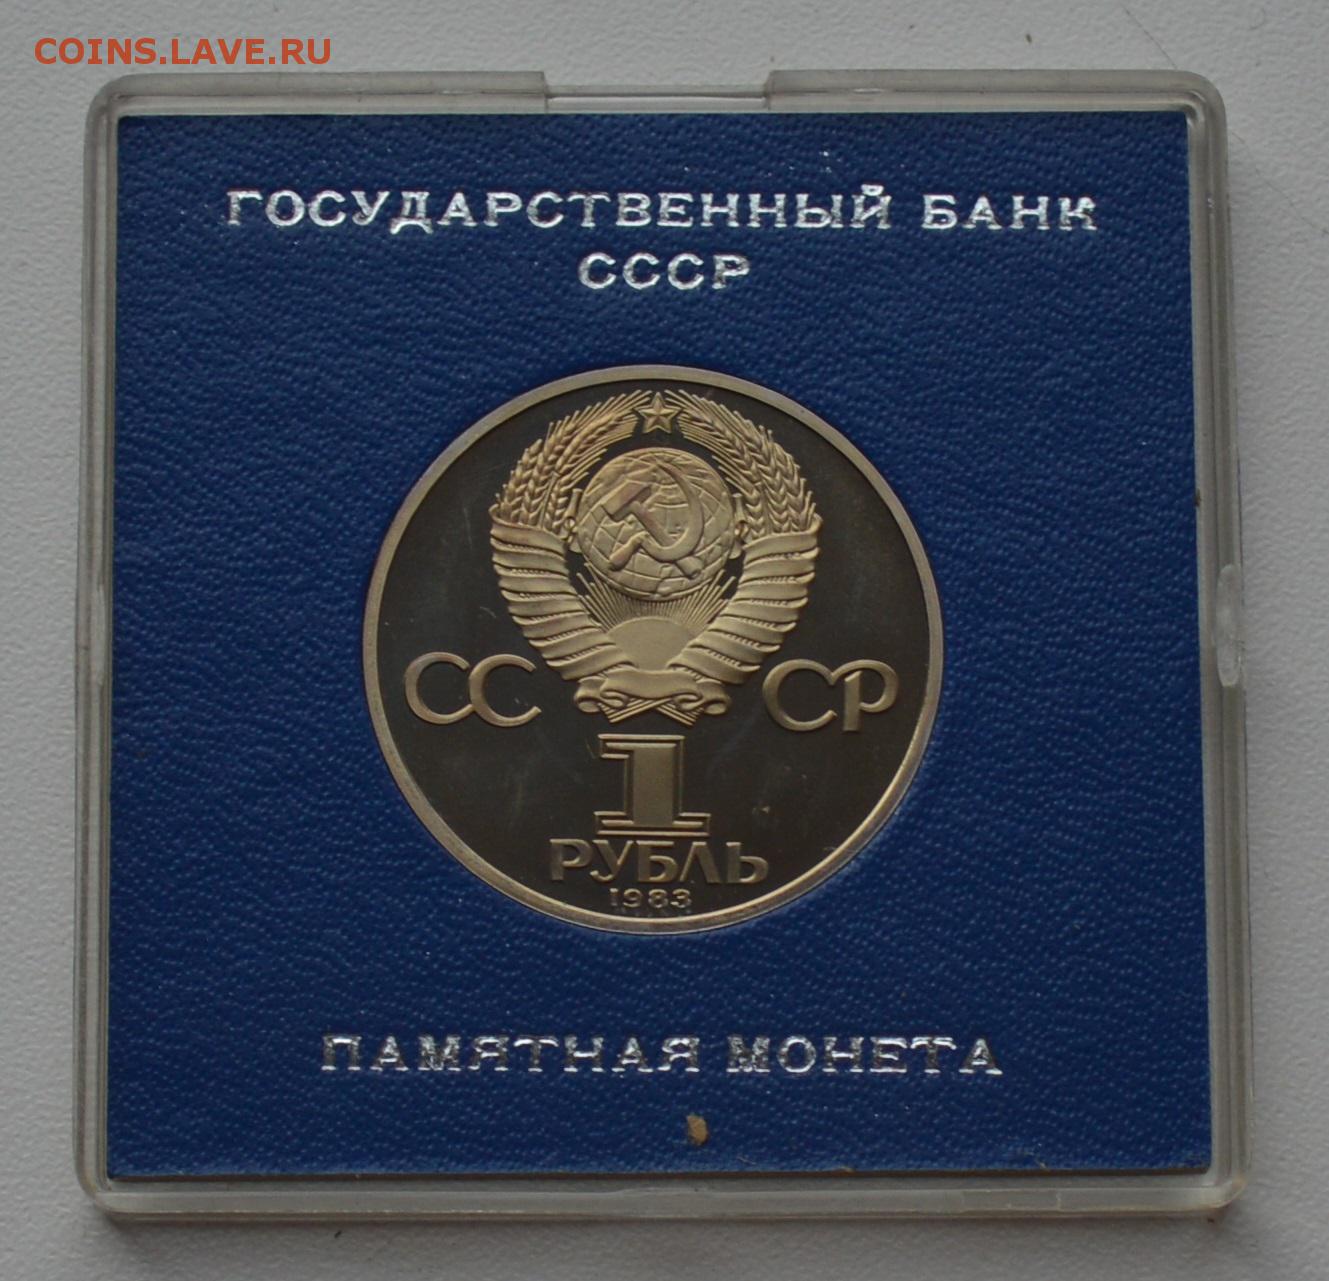 COINS.LAVE.RU
ГОСУДАРСТВЕННЫЙ БАНК
СССР
СС СР
1
РУБЛЬ
1983
ПАМЯТНАЯ МОНЕТА